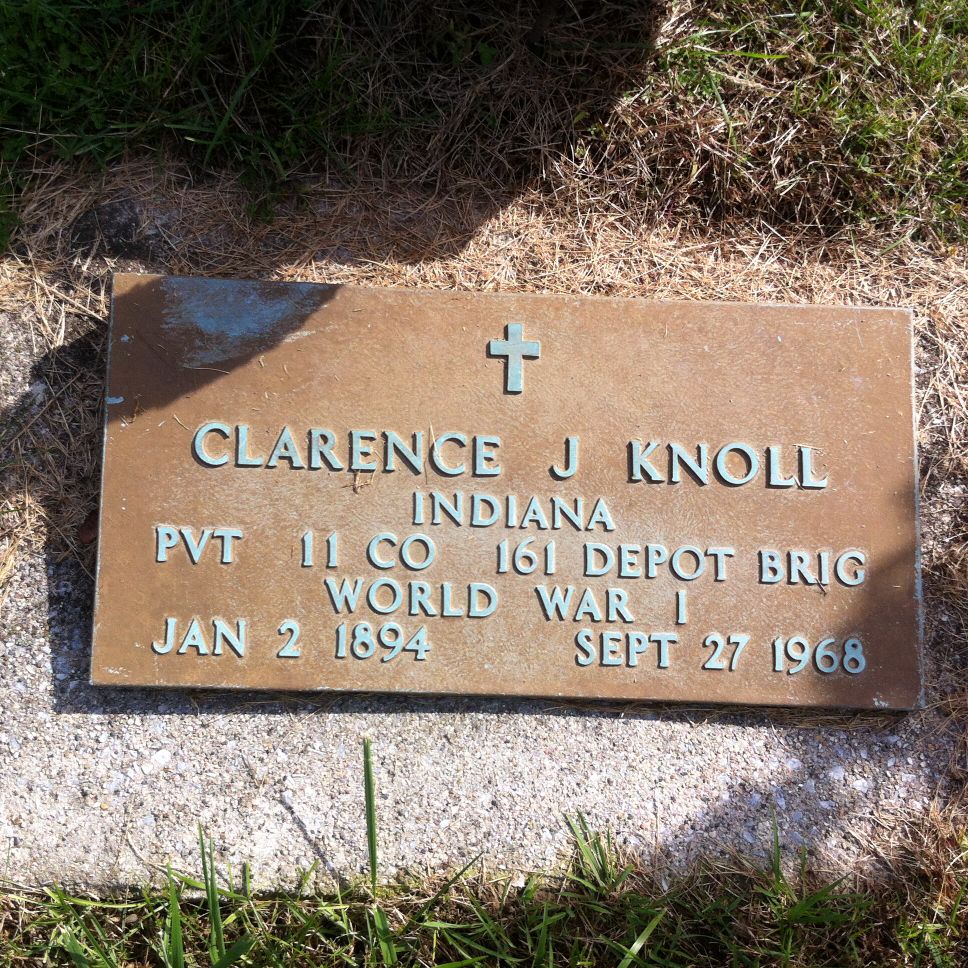 CLARENCE J KNOLL
INDIANA
PVT 11 CO 161 DEPOT BRIG
WORLD WAR I
JAN 2 1894 SEPT 27 1968